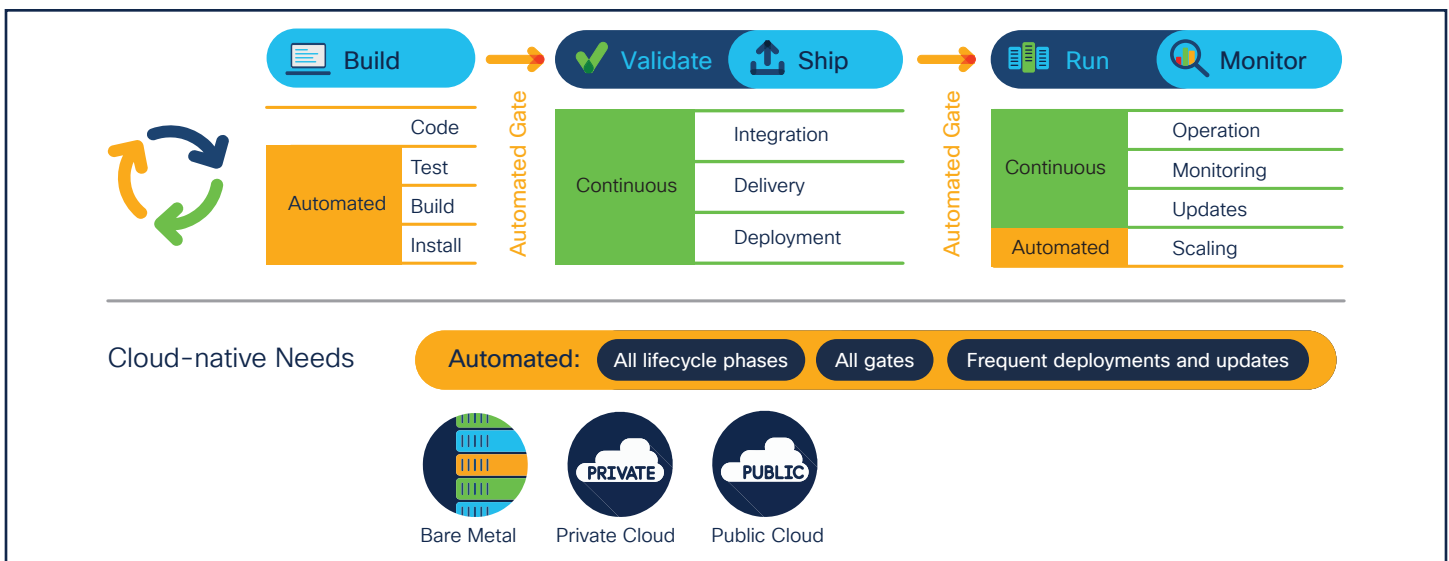 Build
Validate
Ship
Run
Monitor
Automated
Code
Test
Build
Install
Automated Gate
Continuous
Integration
Delivery
Deployment
Automated Gate
Continuous
Operation
Monitoring
Updates
Automated
Scaling
Cloud-native Needs
Automated: All lifecycle phases All gates Frequent deployments and updates
PRIVATE
PUBLIC
Bare Metal
Private Cloud
Public Cloud